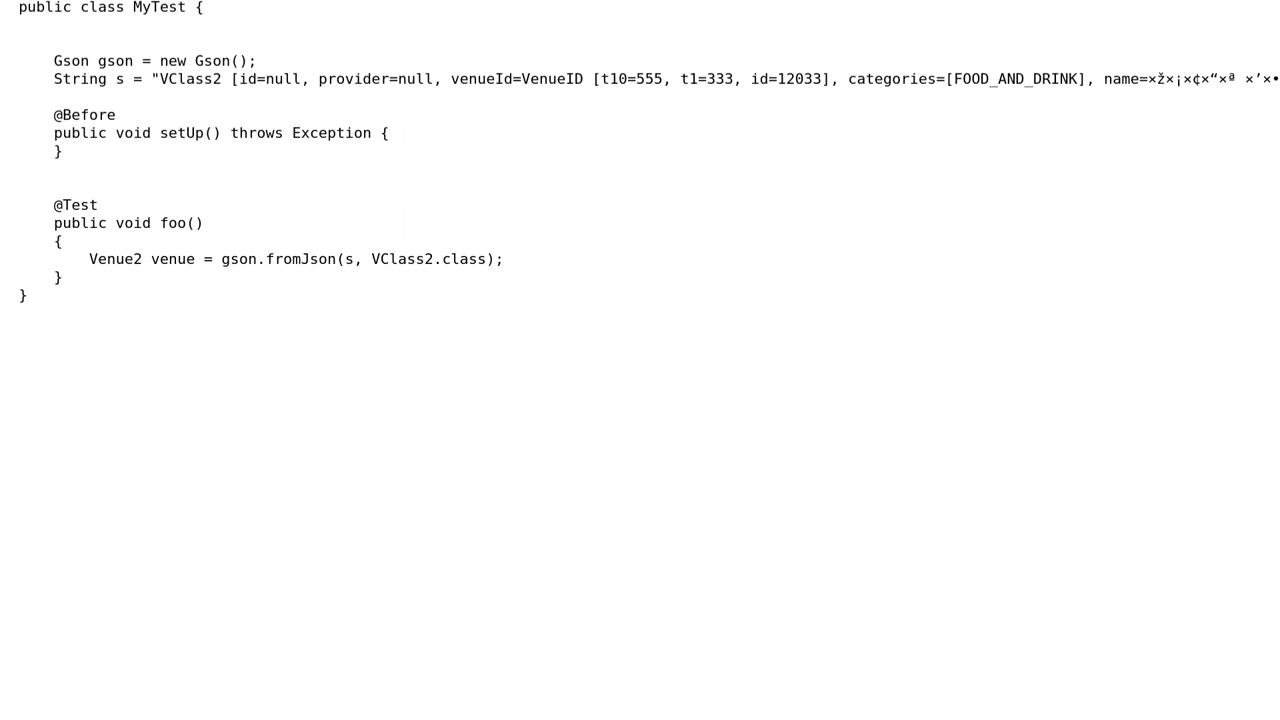 public class MyTest {
Gson gson = new Gson();
String s = "VClass2 [id=null, provider=null, venueId=VenueID [t10=555, t1=333, id=12033], categories=[FOOD_AND_DRINK], name=×ž×¡×¢×“×ª ×’×•
@Before
public void setUp() throws Exception {
}
@Test
public void foo()
{
Venue2 venue = gson.fromJson(s, VClass2.class);
}
}